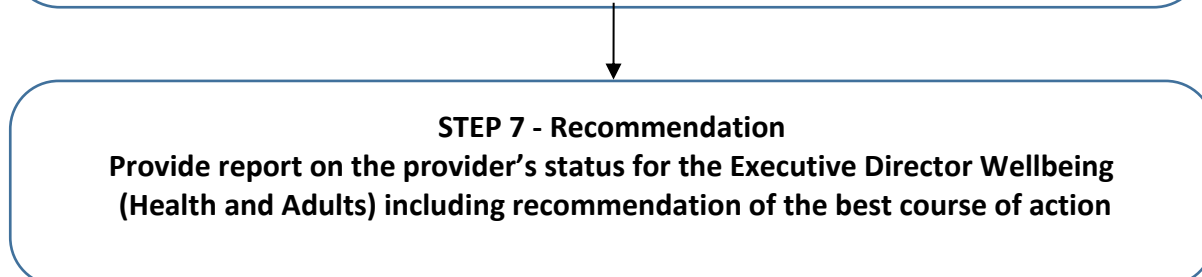 STEP 7 - Recommendation
Provide report on the provider’s status for the Executive Director Wellbeing
(Health and Adults) including recommendation of the best course of action